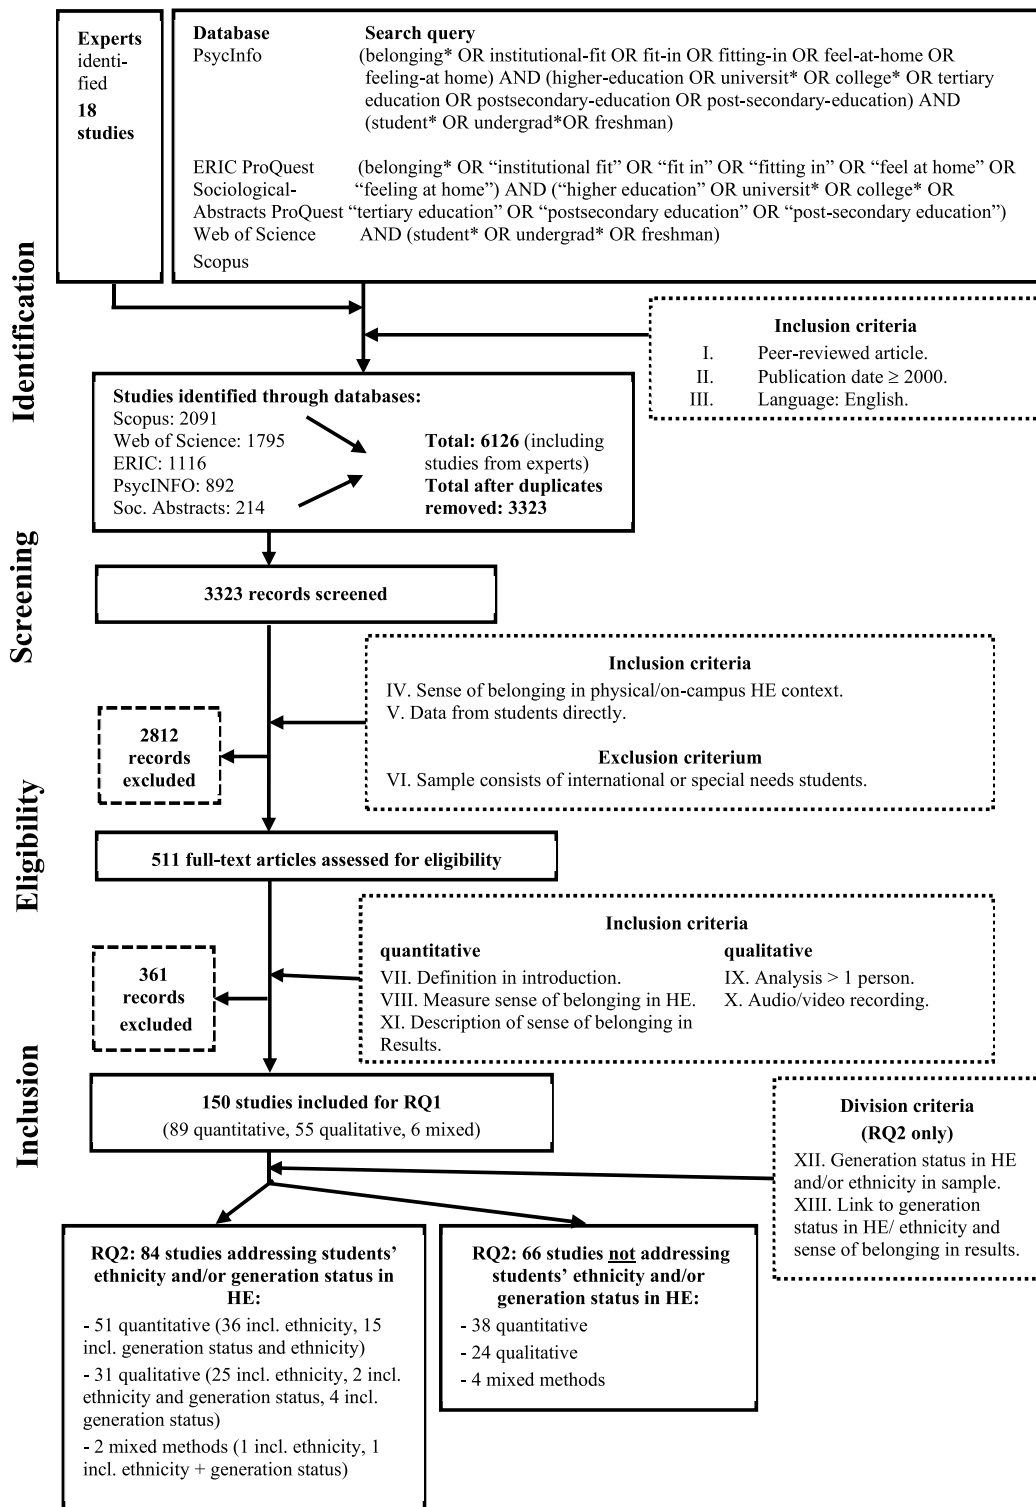 Experts
identi-
fied
18
studies
Database Search query
PsycInfo (belonging* OR institutional-fit OR fit-in OR fitting-in OR feel-at-home OR
feeling-at home) AND (higher-education OR universit* OR college* OR tertiary
education OR postsecondary-education OR post-secondary-education) AND
(student* OR undergrad*OR freshman)
ERIC ProQuest (belonging* OR “institutional fit” OR “fit in” OR “fitting in” OR “feel at home” OR
Sociological- “feeling at home”) AND (“higher education” OR universit* OR college* OR
Abstracts ProQuest “tertiary education” OR “postsecondary education” OR “post-secondary education”)
Web of Science AND (student* OR undergrad* OR freshman)
Scopus
Identification
Inclusion criteria
I. Peer-reviewed article.
II. Publication date ≥ 2000.
III. Language: English.
Studies identified through databases:
Scopus: 2091
Web of Science: 1795
ERIC: 1116
PsycINFO: 892
Soc. Abstracts: 214
Total: 6126 (including
studies from experts)
Total after duplicates
removed: 3323
Screening
3323 records screened
Inclusion criteria
IV. Sense of belonging in physical/on-campus HE context.
V. Data from students directly.
Exclusion criterium
VI. Sample consists of international or special needs students.
2812
records
excluded
Eligibility
511 full-text articles assessed for eligibility
Inclusion criteria
quantitative
VII. Definition in introduction.
VIII. Measure sense of belonging in HE.
XI. Description of sense of belonging in
Results.
qualitative
IX. Analysis > 1 person.
X. Audio/video recording.
361
records
excluded
Inclusion
150 studies included for RQ1
(89 quantitative, 55 qualitative, 6 mixed)
Division criteria
(RQ2 only)
XII. Generation status in HE
and/or ethnicity in sample.
XIII. Link to generation
status in HE/ ethnicity and
sense of belonging in results.
RQ2: 84 studies addressing students’
ethnicity and/or generation status in
HE:
- 51 quantitative (36 incl. ethnicity, 15
incl. generation status and ethnicity)
- 31 qualitative (25 incl. ethnicity, 2 incl.
ethnicity and generation status, 4 incl.
generation status)
- 2 mixed methods (1 incl. ethnicity, 1
incl. ethnicity + generation status)
RQ2: 66 studies not addressing
students’ ethnicity and/or
generation status in HE:
- 38 quantitative
- 24 qualitative
- 4 mixed methods